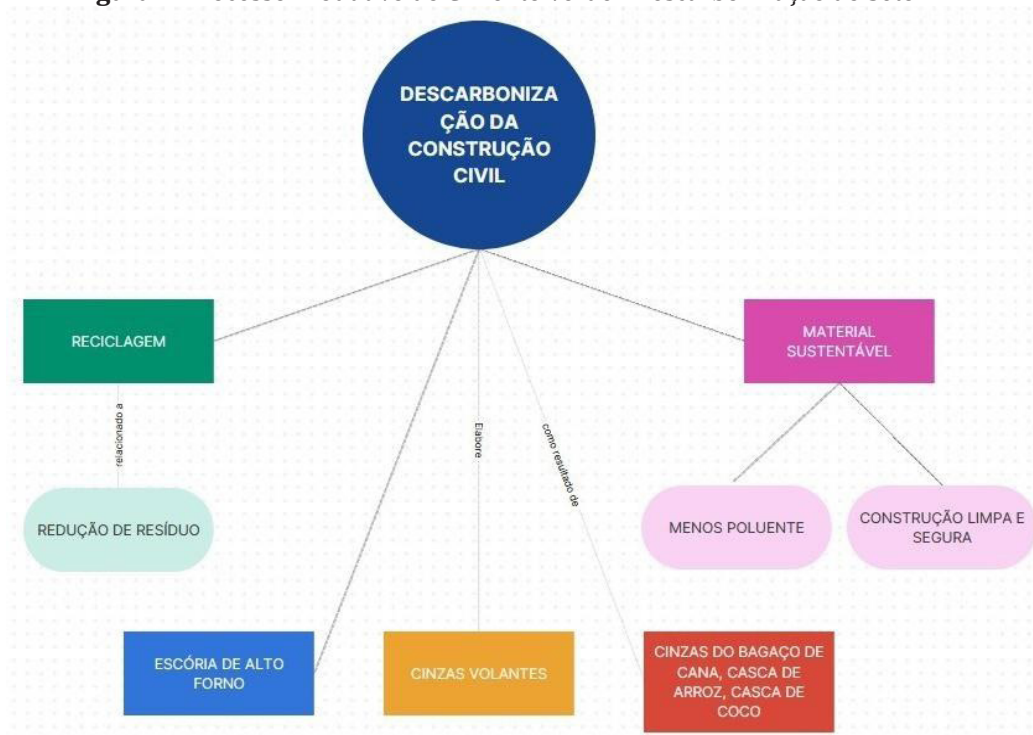 DESCARBONIZA
ÇÃO DA
CONSTRUÇÃO
CIVIL
RECICLAGEM
MATERIAL
SUSTENTÁVEL
relacionado a
Elabore
como resultado de
REDUÇÃO DE RESÍDUO
MENOS POLUENTE
CONSTRUÇÃO LIMPA E
SEGURA
ESCÓRIA DE ALTO
FORNO
CINZAS VOLANTES
CINZAS DO BAGAÇO DE
CANA, CASCA DE
ARROZ, CASCA DE
COCO